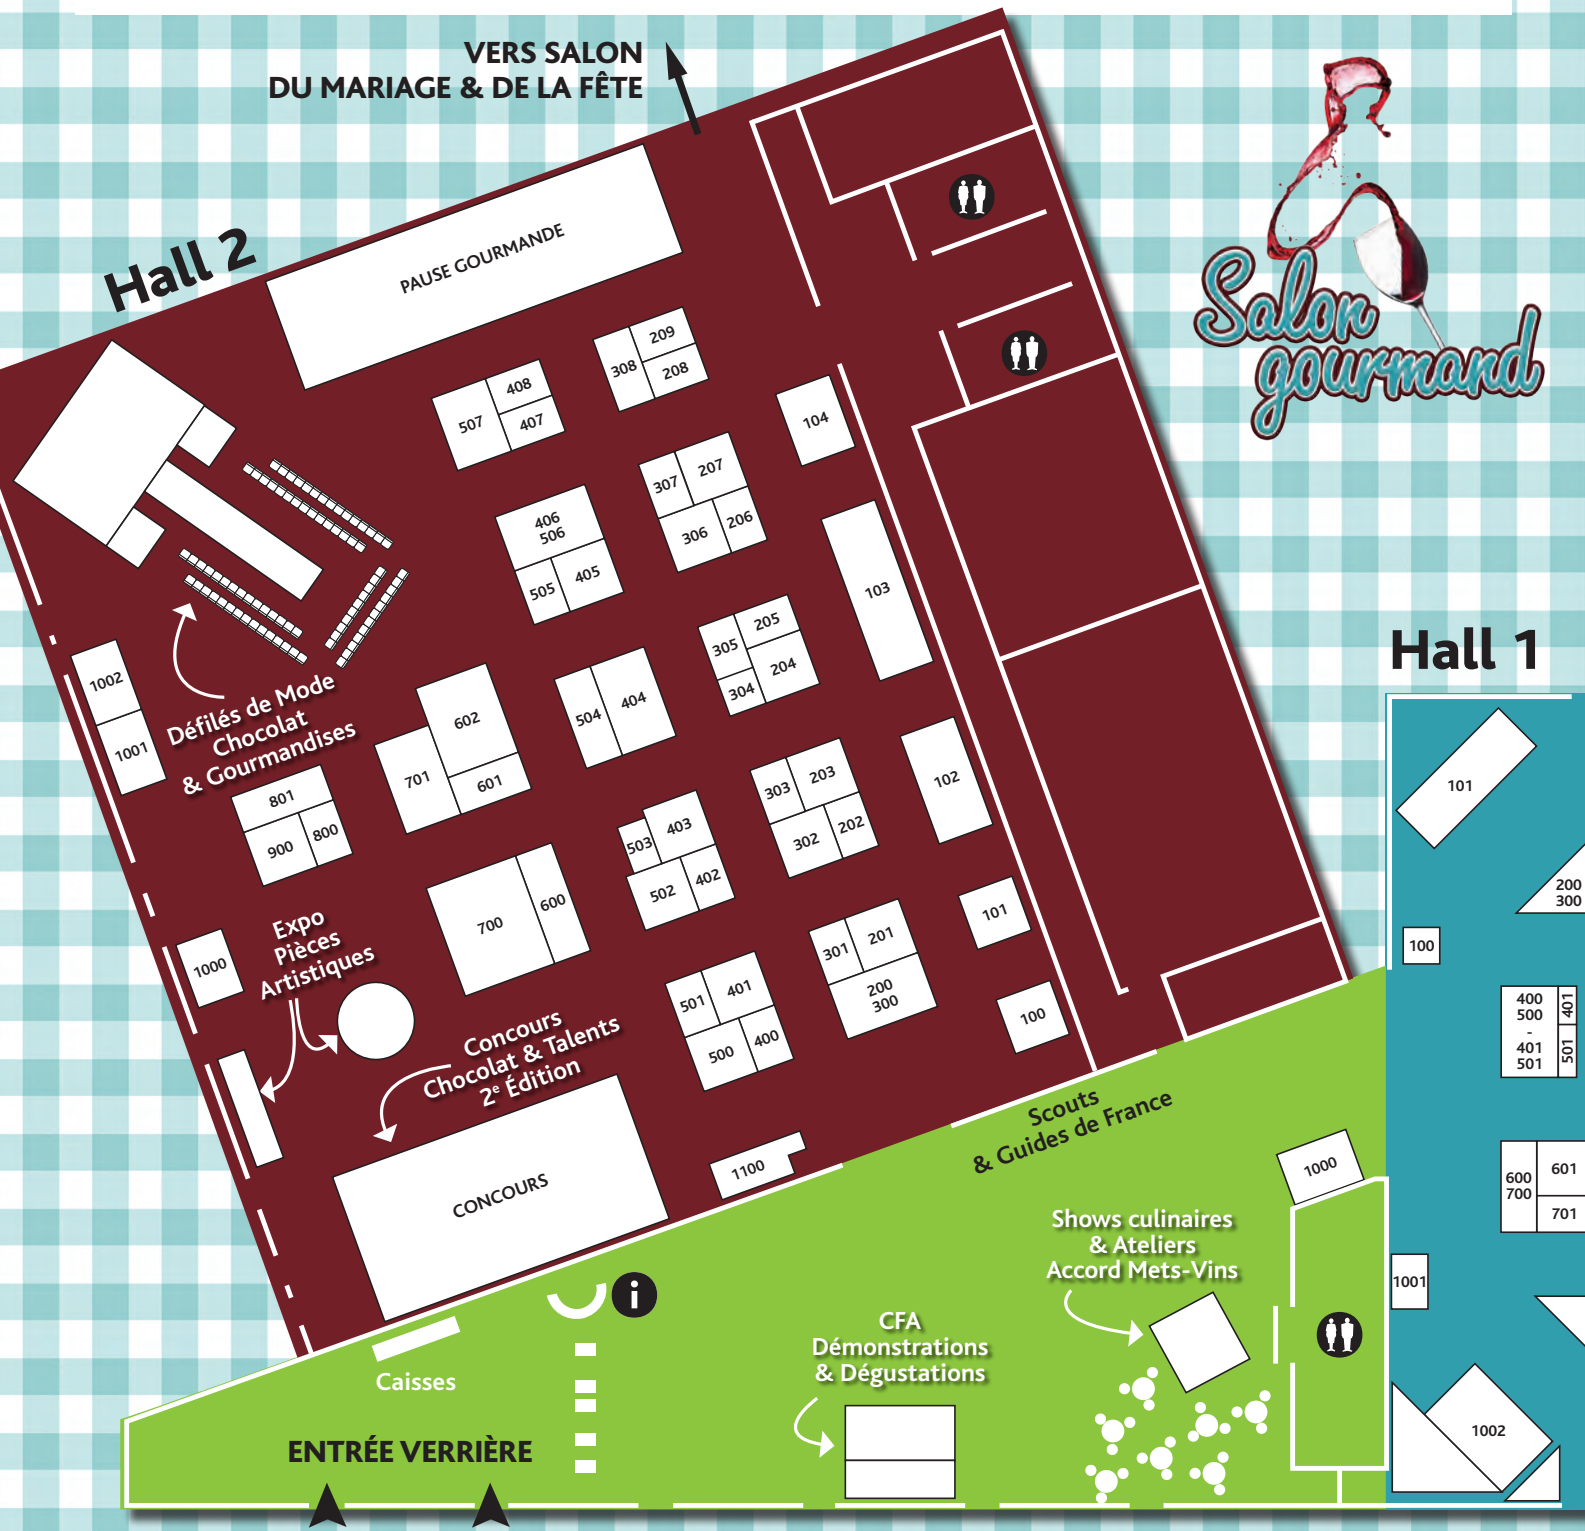 VERS SALON
DU MARIAGE & DE LA FÊTE
Hall 2
PAUSE GOURMANDE
Salon
gourmand
209
308
208
408
507
407
104
207
307
206
306
406
506
405
505
103
205
305
204
304
404
504
1002
1001
Défilés de Mode
Chocolat
& Gourmandises
602
701
601
801
800
900
102
203
303
202
302
403
503
402
502
700
600
101
201
301
200
300
100
401
501
400
500
Expo
Pièces
Artistiques
1000
Concours
Chocolat & Talents
2e Édition
CONCOURS
1100
Scouts
& Guides de France
1000
Shows culinaires
& Ateliers
Accord Mets-Vins
i
CFA
Démonstrations
& Dégustations
Caisses
ENTRÉE VERRIÈRE
Hall 1
101
200
300
100
400
500
-
401
501
401
501
600
700
601
701
1001
1002